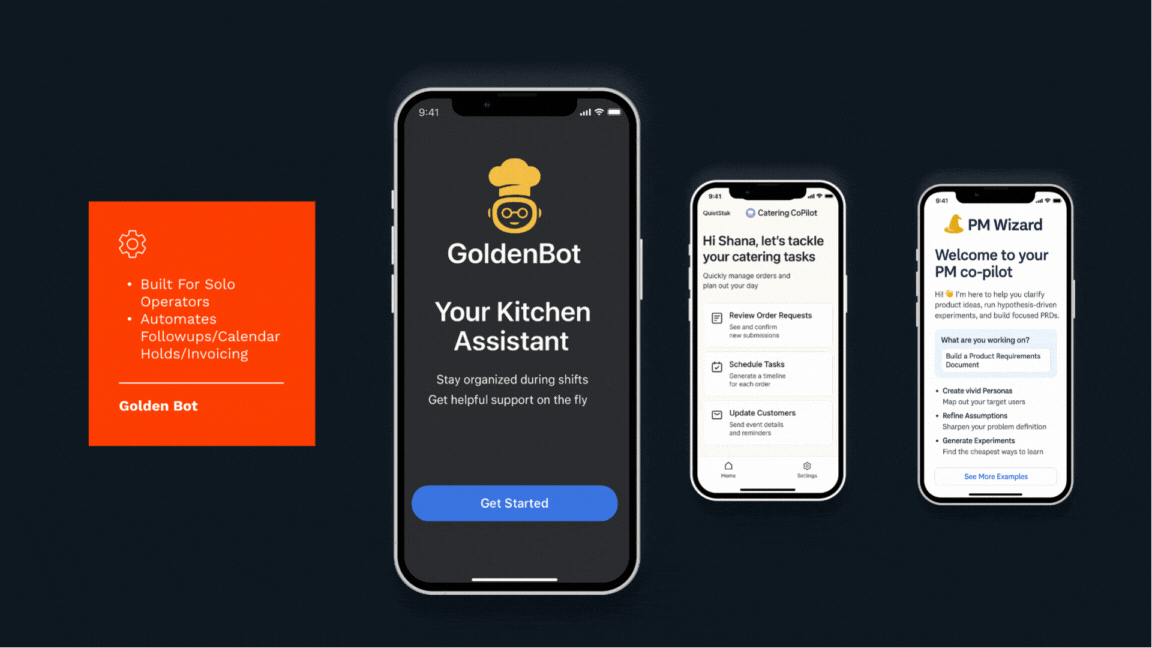 • Built For Solo
Operators
• Automates
Followups/Calendar
Holds/Invoicing
Golden Bot
9:41
GoldenBot
Your Kitchen
Assistant
Stay organized during shifts
Get helpful support on the fly
Get Started
9:41
QuietStak Catering CoPilot
Hi Shana, let's tackle
your catering tasks
Quickly manage orders and
plan out your day
Review Order Requests
See and confirm
new submissions
Schedule Tasks
Generate a timeline
for each order
Update Customers
Send event details
and reminders
Home Settings
9:41
PM Wizard
Welcome to your
PM co-pilot
Hi! 👋 I'm here to help you clarify
product ideas, run hypothesis-driven
experiments, and build focused PRDs.
What are you working on?
Build a Product Requirements
Document
• Create vivid Personas
Map out your target users
• Refine Assumptions
Sharpen your problem definition
• Generate Experiments
Find the cheapest ways to learn
See More Examples